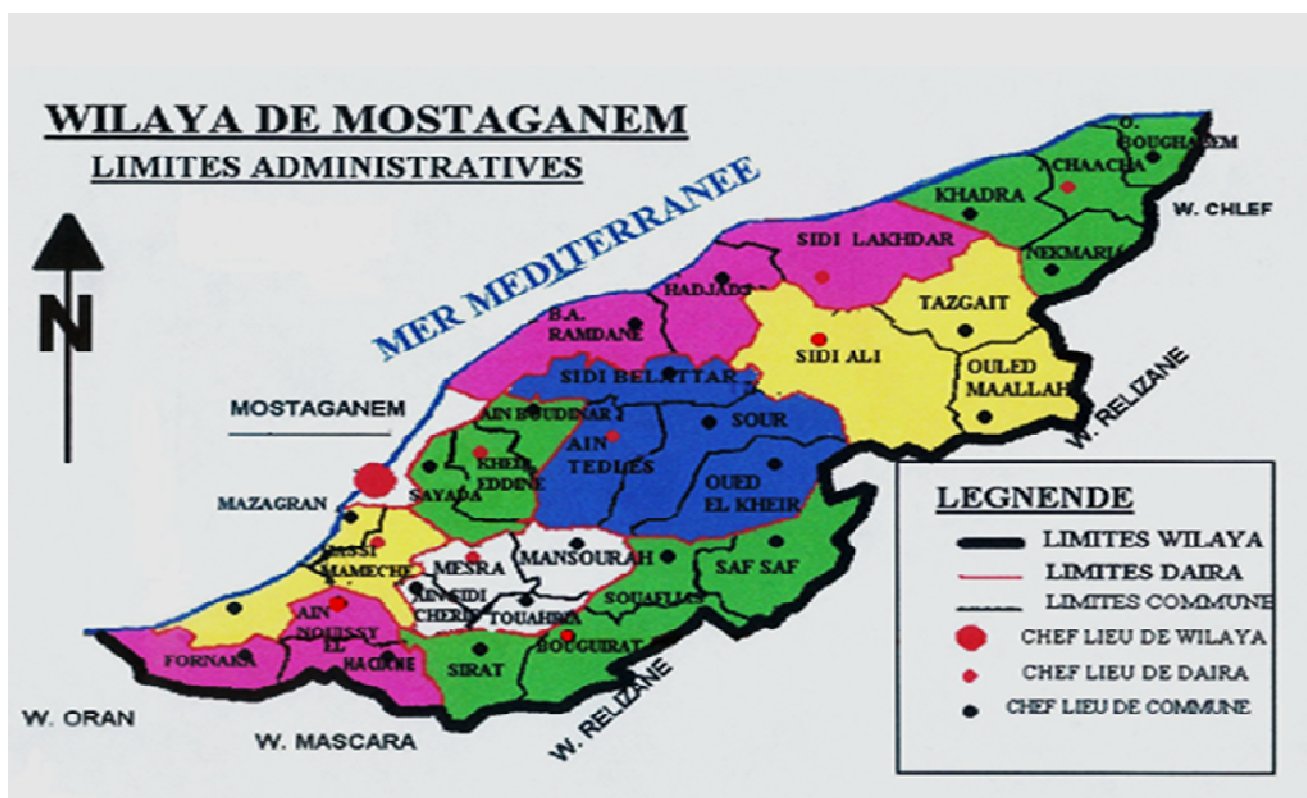 WILAYA DE MOSTAGANEM
LIMITES ADMINISTRATIVES
MER MEDITERRANEE
N
O.
BOUGHALEM
ACHAACHA
KHADRA
W. CHLEF
NEKMARIA
SIDI LAKHDAR
HADJADJ
TAZGAIT
B.A.
RAMDANE
SIDI ALI
OULED
MAALLAH
W. RELIZANE
SIDI BELATTAR
MOSTAGANEM
AIN BOUDINAR
SOUR
AIN
TEDLES
KHEIR
EDDINE
SAYADA
OUED
EL KHEIR
MAZAGRAN
MAMECHE
MESRA
MANSOURAH
SAF SAF
AIN SIDI
CHERIF
TOUAHRIA
SOUAFLIAS
AIN
NOUISSY
EL
HACIANE
FORNAKA
SIRAT
BOUGUIRAT
W. ORAN
W. MASCARA
W. RELIZANE
LEGNENDE
LIMITES WILAYA
LIMITES DAIRA
LIMITES COMMUNE
CHEF LIEU DE WILAYA
CHEF LIEU DE DAIRA
CHEF LIEU DE COMMUNE